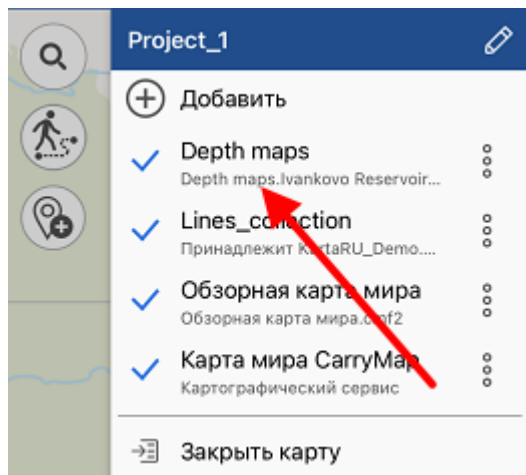 Project_1
Добавить
Depth maps
Depth maps.Ivankovo Reservoir...
Lines_collection
Принадлежит KartaRU_Demo....
Обзорная карта мира
Обзорная карта мира.cmf2
Карта мира CarryMap
Картографический сервис
Закрыть карту